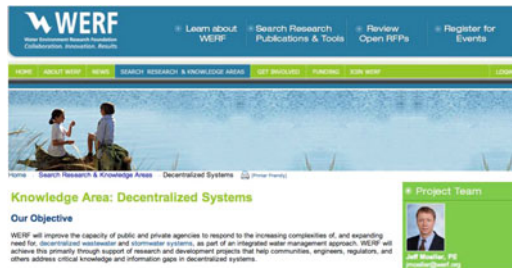 WERF
Water Environment Research Foundation
Collaboration. Innovation. Results
Learn about WERF
Search Research Publications & Tools
Review Open RFPs
Register for Events
HOME ABOUT WERF NEWS SEARCH RESEARCH & KNOWLEDGE AREAS GET INVOLVED FUNDING JOIN WERF LOGIN
Home Search Research & Knowledge Areas Decentralized Systems (Printer Friendly)
Knowledge Area: Decentralized Systems
Our Objective
WERF will improve the capacity of public and private agencies to respond to the increasing complexities of, and expanding
need for, decentralized wastewater and stormwater systems, as part of an integrated water management approach. WERF will
achieve this primarily through support of research and development projects that help communities, engineers, regulators, and
others address critical knowledge and information gaps in decentralized systems.
Project Team
Jeff Moeller, PE
jmoeller@werf.org